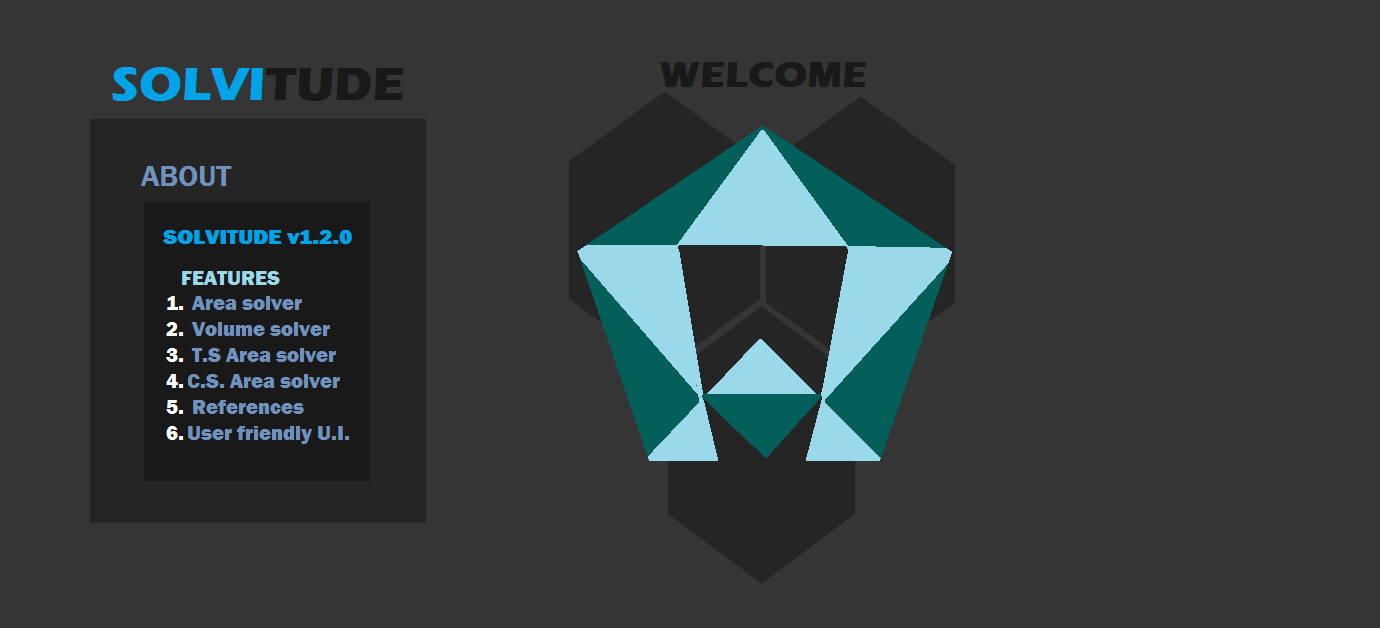 SOLVITUDE
WELCOME
ABOUT
SOLVITUDE v1.2.0
FEATURES
1. Area solver
2. Volume solver
3. T.S Area solver
4. C.S. Area solver
5. References
6. User friendly U.I.